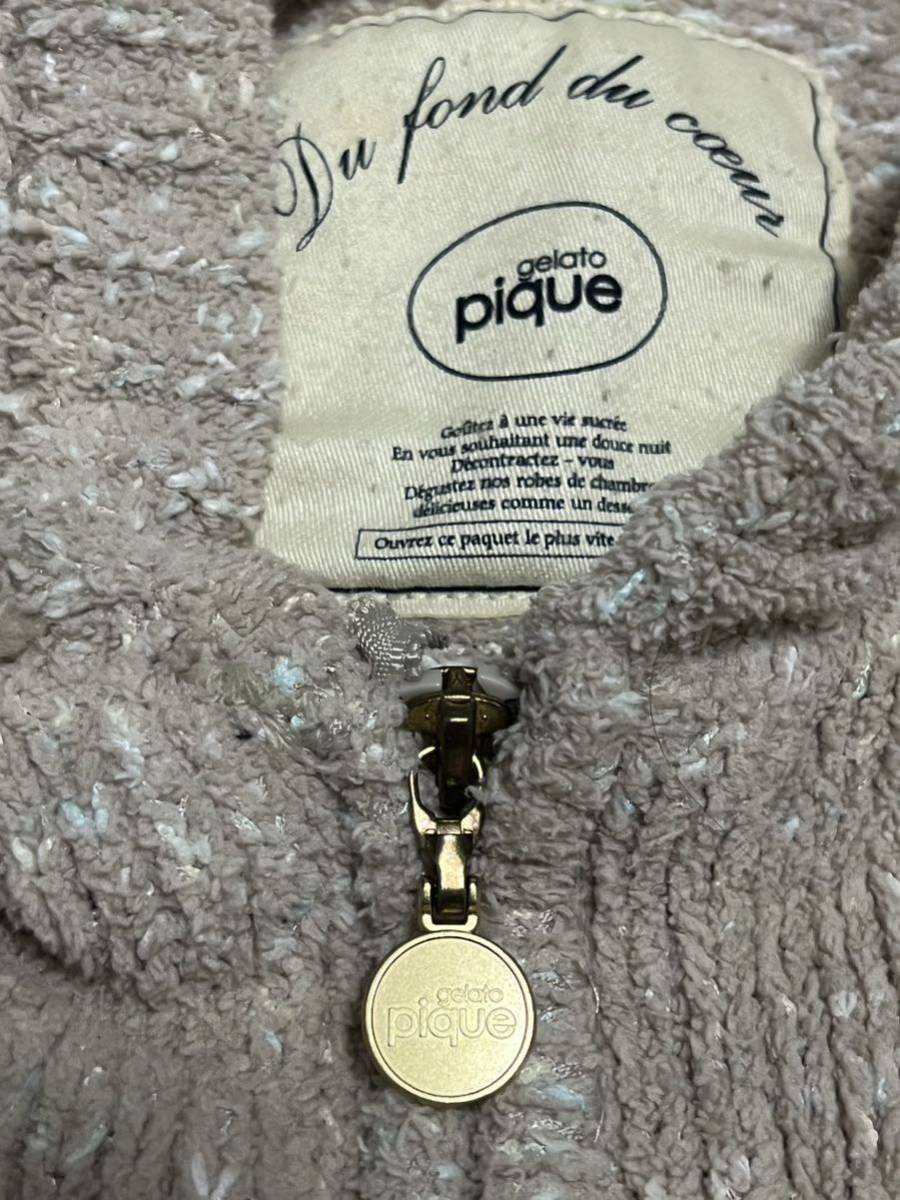 Du fond du cœur
gelato
pique
Goûtez à une vie sucrée
En vous souhaitant une douce nuit
Décontractez - vous
Dégustez nos robes de chambre
délicieuses comme un
Ouvrez ce paquet le plus vite
gelato
pique